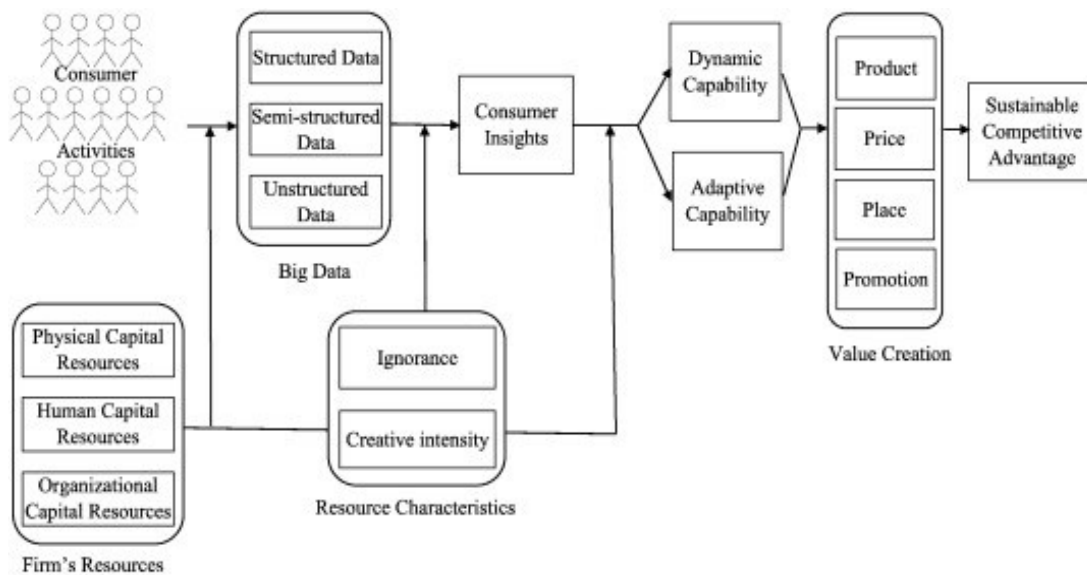 Consumer
Activities
Structured Data
Semi-structured
Data
Unstructured
Data
Big Data
Consumer
Insights
Dynamic
Capability
Adaptive
Capability
Product
Price
Place
Promotion
Value Creation
Sustainable
Competitive
Advantage
Physical Capital
Resources
Human Capital
Resources
Organizational
Capital Resources
Firm's Resources
Ignorance
Creative intensity
Resource Characteristics